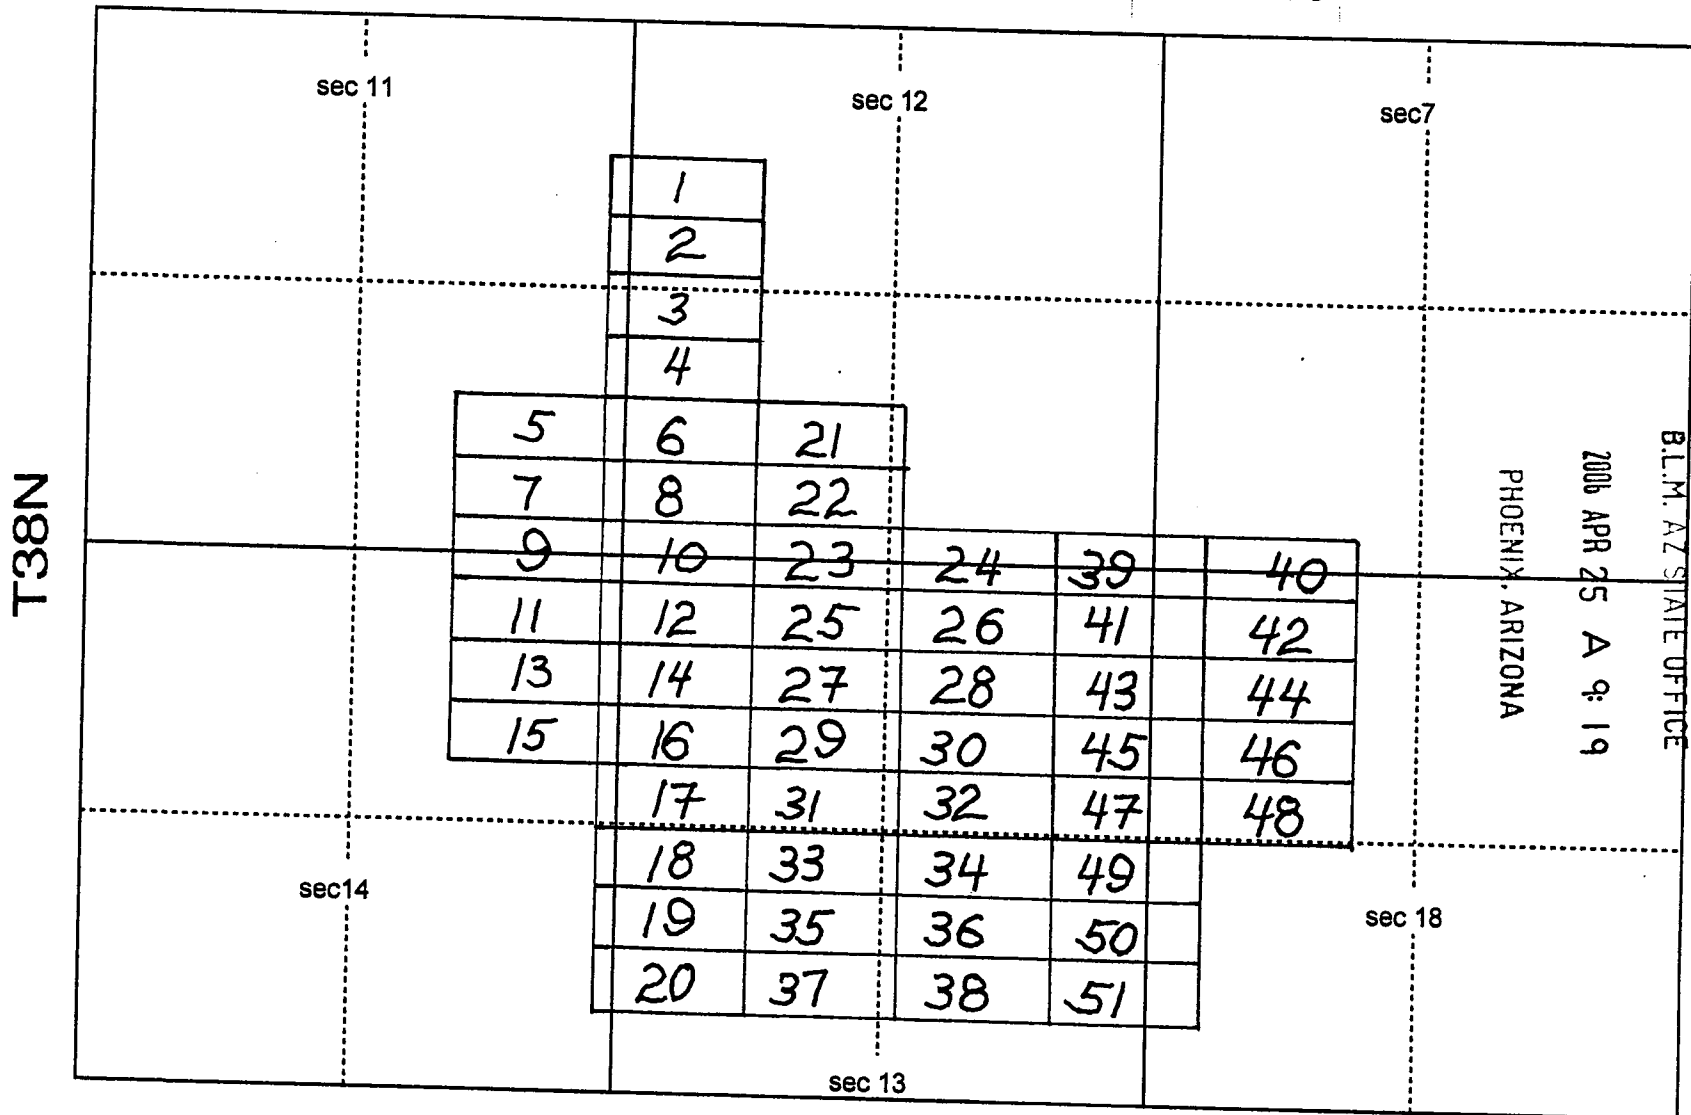 sec 11
sec 12
sec7
1
2
3
4
5 6 21
7 8 22
9 10 23 24 39 40
11 12 25 26 41 42
13 14 27 28 43 44
15 16 29 30 45 46
17 31 32 47 48
18 33 34 49
19 35 36 50
20 37 38 51
sec14
sec 18
sec 13
T38N
B.L.M. AZ STATE OFFICE
2006 APR 25 A 9: 19
PHOENIX, ARIZONA